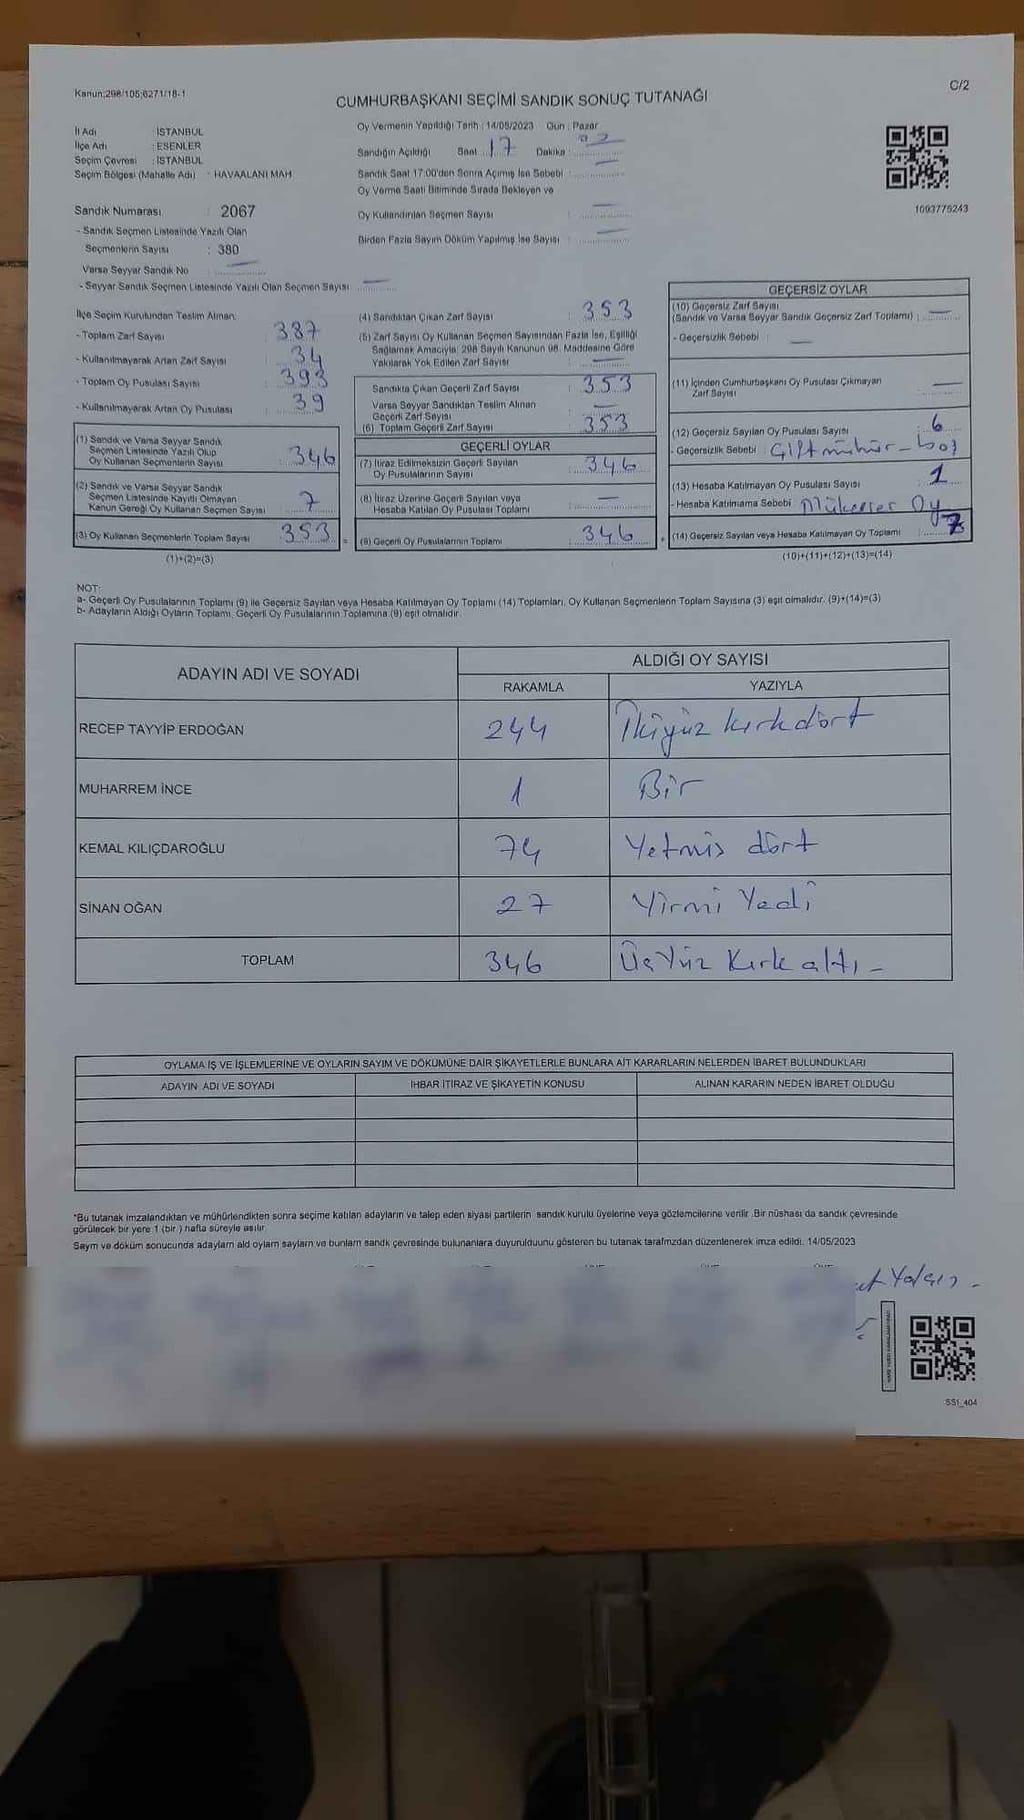 Kanun:298/105;6271/18-1
C/2
CUMHURBAŞKANI SEÇİMİ SANDIK SONUÇ TUTANAĞI
İl Adı : İSTANBUL
İlçe Adı : ESENLER
Seçim Çevresi : İSTANBUL
Seçim Bölgesi (Mahalle Adı) : HAVAALANI MAH
Sandık Numarası : 2067
- Sandık Seçmen Listesinde Yazılı Olan
Seçmenlerin Sayısı : 380
Varsa Seyyar Sandık No :
- Seyyar Sandık Seçmen Listesinde Yazılı Olan Seçmen Sayısı :
Oy Vermenin Yapıldığı Tarih : 14/05/2023 Gün : Pazar
Sandığın Açıldığı Saat : 17 Dakika :
Sandık Saat 17:00'den Sonra Açımış İse Sebebi :
Oy Verme Saati Bitiminde Sırada Bekleyen ve
Oy Kullandırılan Seçmen Sayısı :
Birden Fazla Sayım Döküm Yapılmış İse Sayısı :
1093775243
İlçe Seçim Kurulundan Teslim Alınan:
- Toplam Zarf Sayısı : 387
- Kullanılmayarak Artan Zarf Sayısı : 34
- Toplam Oy Pusulası Sayısı : 393
- Kullanılmayarak Artan Oy Pusulası : 39
(1) Sandık ve Varsa Seyyar Sandık
Seçmen Listesinde Yazılı Olup
Oy Kullanan Seçmenlerin Sayısı : 346
(2) Sandık ve Varsa Seyyar Sandık
Seçmen Listesinde Kayıtlı Olmayan
Kanun Gereği Oy Kullanan Seçmen Sayısı : 7
(3) Oy Kullanan Seçmenlerin Toplam Sayısı : 353
(1)+(2)=(3)
(4) Sandıktan Çıkan Zarf Sayısı : 353
(5) Zarf Sayısı Oy Kullanan Seçmen Sayısından Fazla İse, Eşitliği
Sağlamak Amacıyla; 298 Sayılı Kanunun 98. Maddesine Göre
Yakılarak Yok Edilen Zarf Sayısı :
Sandıkta Çıkan Geçerli Zarf Sayısı : 353
Varsa Seyyar Sandıktan Teslim Alınan
Geçerli Zarf Sayısı :
(6) Toplam Geçerli Zarf Sayısı : 353
GEÇERLİ OYLAR
(7) İtiraz Edilmeksizin Geçerli Sayılan
Oy Pusulalarının Sayısı : 346
(8) İtiraz Üzerine Geçerli Sayılan veya
Hesaba Katılan Oy Pusulası Toplamı :
(9) Geçerli Oy Pusulalarının Toplamı : 346
GEÇERSİZ OYLAR
(10) Geçersiz Zarf Sayısı
(Sandık ve Varsa Seyyar Sandık Geçersiz Zarf Toplamı) :
- Geçersizlik Sebebi :
(11) İçinden Cumhurbaşkanı Oy Pusulası Çıkmayan
Zarf Sayısı :
(12) Geçersiz Sayılan Oy Pusulası Sayısı : 6
- Geçersizlik Sebebi : Çift mühür - boş
(13) Hesaba Katılmayan Oy Pusulası Sayısı : 1
- Hesaba Katılmama Sebebi : Mükerrer Oy
(14) Geçersiz Sayılan veya Hesaba Katılmayan Oy Toplamı : 7
(10)+(11)+(12)+(13)=(14)
NOT:
a- Geçerli Oy Pusulalarının Toplamı (9) ile Geçersiz Sayılan veya Hesaba Katılmayan Oy Toplamı (14) Toplamları, Oy Kullanan Seçmenlerin Toplam Sayısına (3) eşit olmalıdır. (9)+(14)=(3)
b- Adayların Aldığı Oyların Toplamı, Geçerli Oy Pusulalarının Toplamına (9) eşit olmalıdır.
ADAYIN ADI VE SOYADI
ALDIĞI OY SAYISI
RAKAMLA YAZIYLA
RECEP TAYYİP ERDOĞAN 244 İkiyüz kırkdört
MUHARREM İNCE 1 Bir
KEMAL KILIÇDAROĞLU 74 Yetmiş dört
SİNAN OĞAN 27 Yirmi Yedi
TOPLAM 346 Üç Yüz Kırk altı -
OYLAMA İŞ VE İŞLEMLERİNE VE OYLARIN SAYIM VE DÖKÜMÜNE DAİR ŞİKAYETLERLE BUNLARA AİT KARARLARIN NELERDEN İBARET BULUNDUKLARI
ADAYIN ADI VE SOYADI İHBAR İTİRAZ VE ŞİKAYETİN KONUSU ALINAN KARARIN NEDEN İBARET OLDUĞU
*Bu tutanak imzalandıktan ve mühürlendikten sonra seçime katılan adayların ve talep eden siyasi partilerin sandık kurulu üyelerine veya gözlemcilerine verilir .Bir nüshası da sandık çevresinde
görülecek bir yere 1 (bir ) hafta süreyle asılır.
Saym ve döküm sonucunda adaylarn ald oylarn saylarn ve bunlarn sandk çevresinde bulunanlara duyurulduunu gösteren bu tutanak tarafmzdan düzenlenerek imza edildi. 14/05/2023
SS1_404